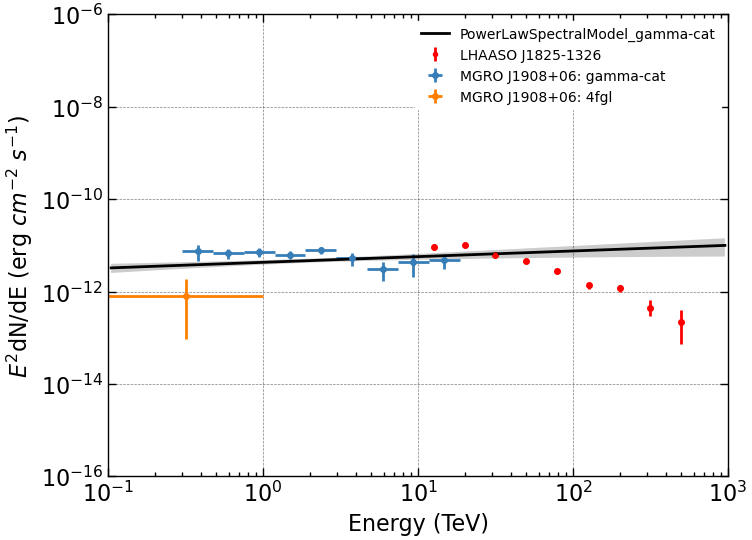 10⁻⁶
PowerLawSpectralModel_gamma-cat
LHAASO J1825-1326
MGRO J1908+06: gamma-cat
MGRO J1908+06: 4fgl
10⁻⁸
10⁻¹⁰
10⁻¹²
10⁻¹⁴
10⁻¹⁶
E²dN/dE (erg cm⁻² s⁻¹)
10⁻¹ 10⁰ 10¹ 10² 10³
Energy (TeV)